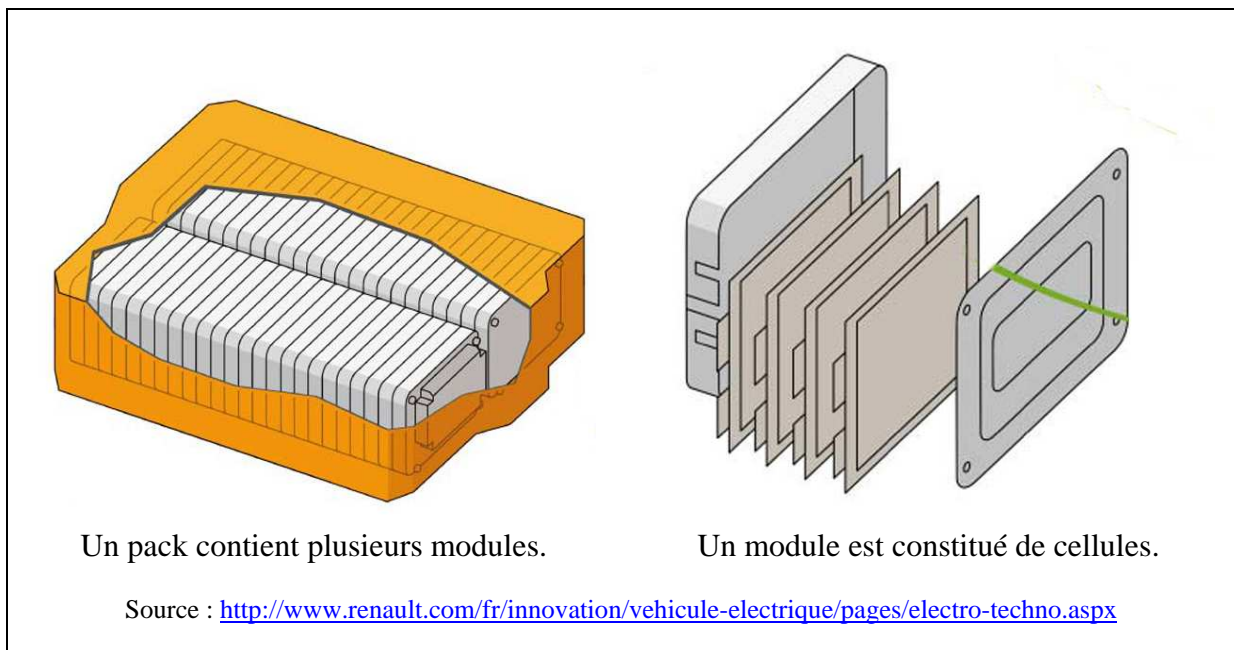 Un pack contient plusieurs modules.
Un module est constitué de cellules.
Source : http://www.renault.com/fr/innovation/vehicule-electrique/pages/electro-techno.aspx